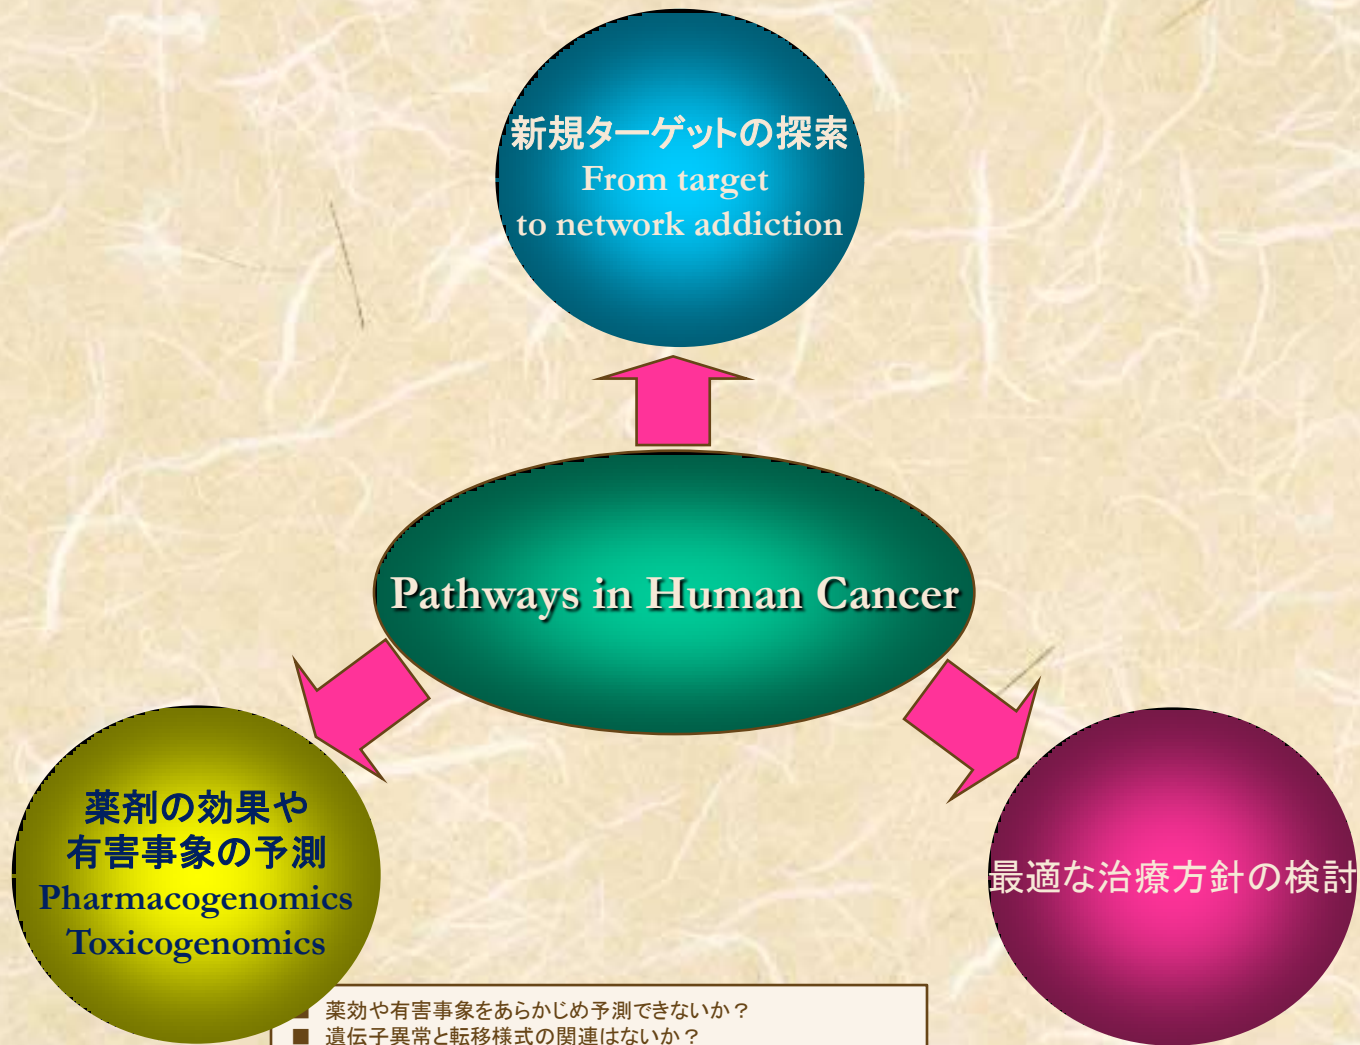 新規ターゲットの探索
From target
to network addiction
Pathways in Human Cancer
薬剤の効果や
有害事象の予測
Pharmacogenomics
Toxicogenomics
最適な治療方針の検討
■ 薬効や有害事象をあらかじめ予測できないか？
■ 遺伝子異常と転移様式の関連はないか？